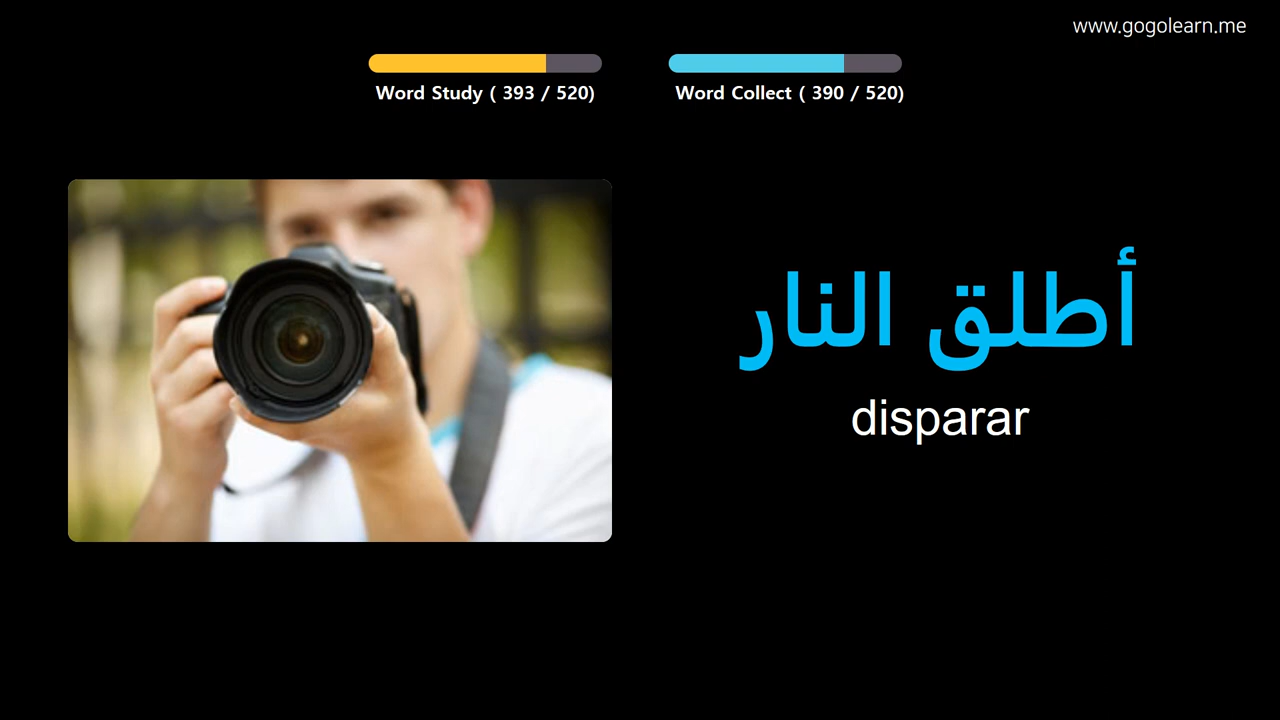 www.gogolearn.me
Word Study ( 393 / 520)
Word Collect ( 390 / 520)
أطلق النار
disparar